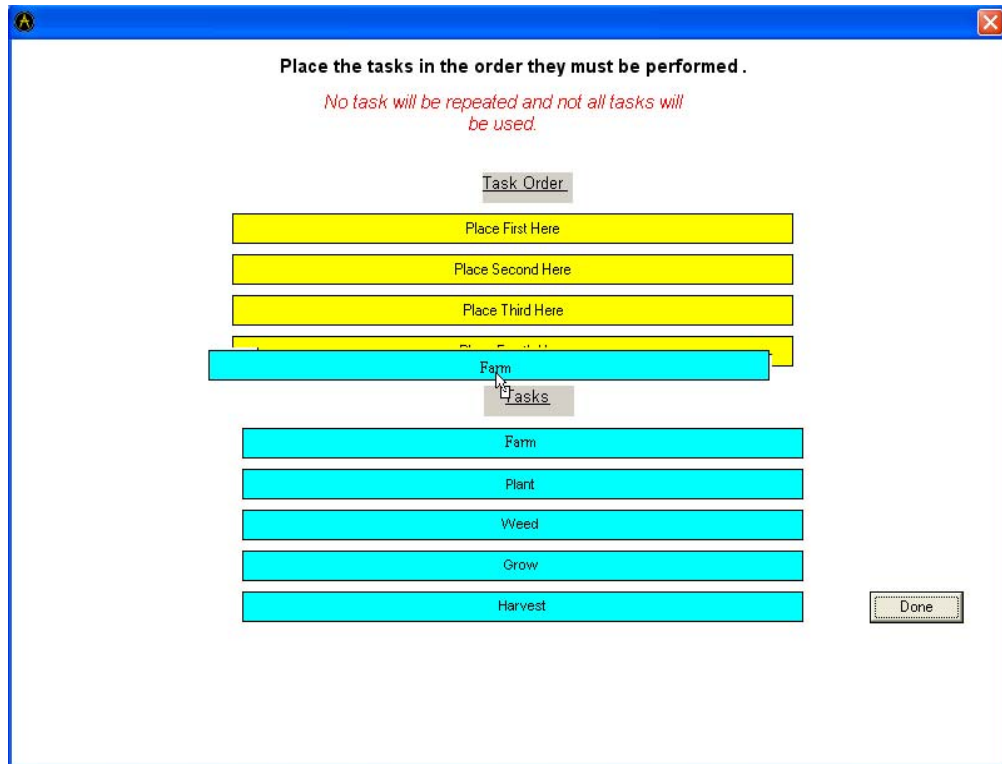 Place the tasks in the order they must be performed .
No task will be repeated and not all tasks will
be used.
Task Order
Place First Here
Place Second Here
Place Third Here
Farm
Tasks
Farm
Plant
Weed
Grow
Harvest
Done